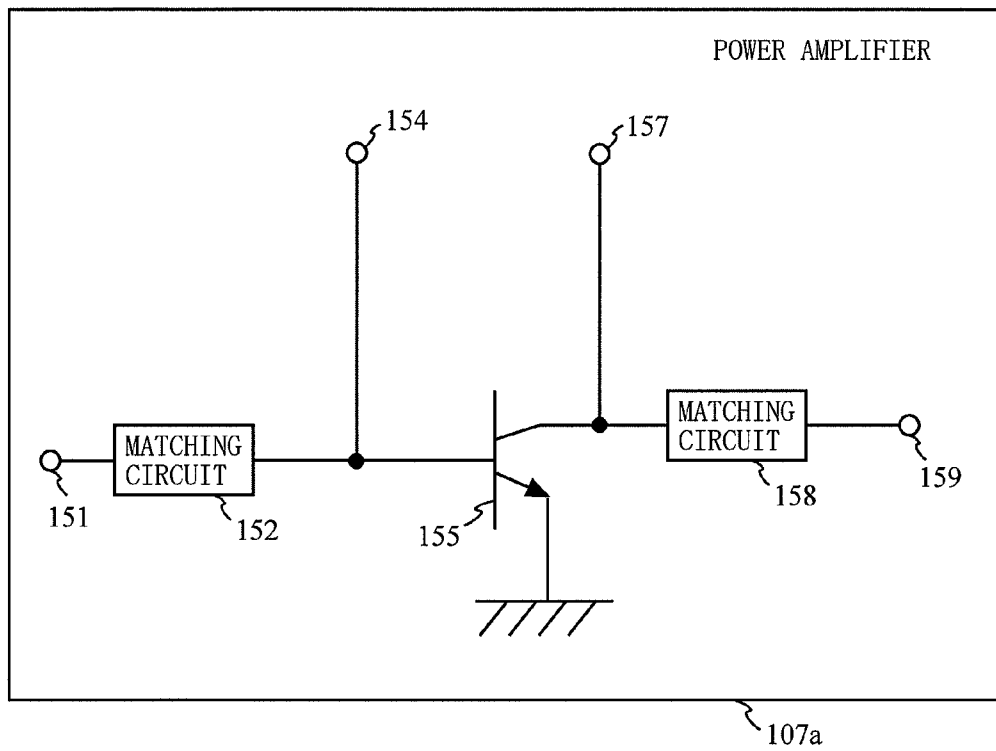 POWER AMPLIFIER
154
157
MATCHING
CIRCUIT
MATCHING
CIRCUIT
151
152
155
158
159
107a